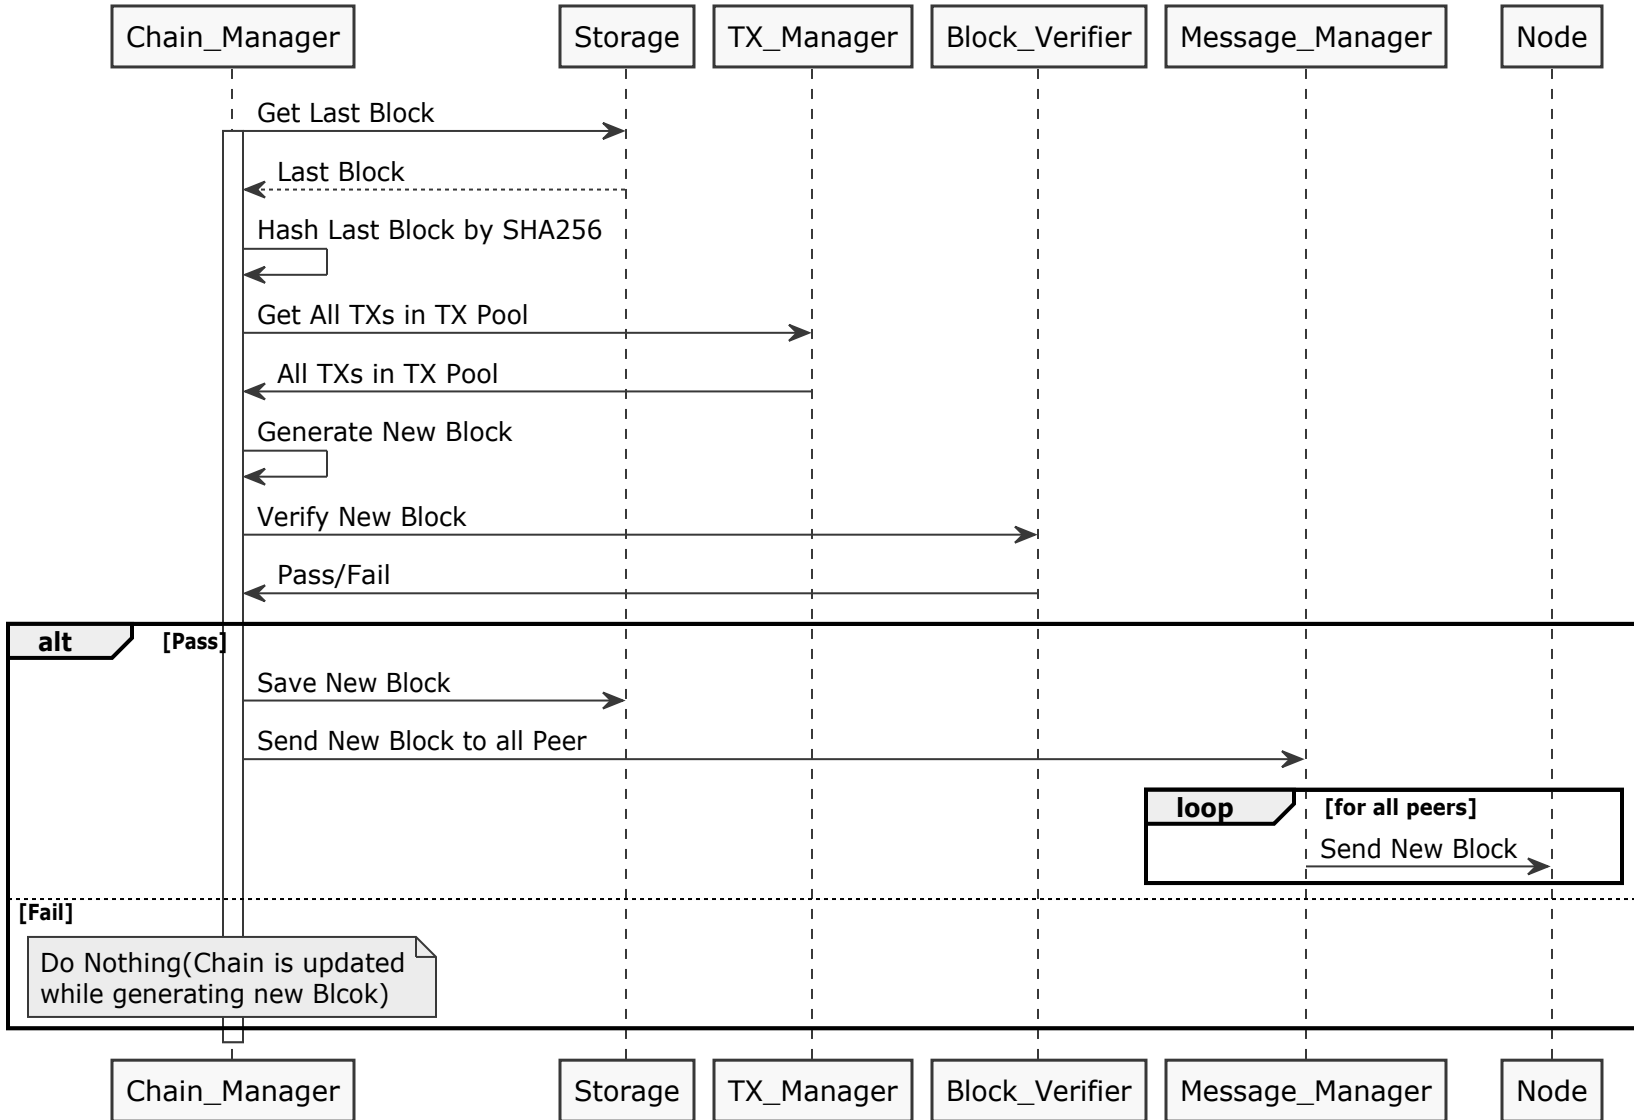 Chain_Manager
Storage
TX_Manager
Block_Verifier
Message_Manager
Node
Get Last Block
Last Block
Hash Last Block by SHA256
Get All TXs in TX Pool
All TXs in TX Pool
Generate New Block
Verify New Block
Pass/Fail
alt
[Pass]
Save New Block
Send New Block to all Peer
loop
[for all peers]
Send New Block
[Fail]
Do Nothing(Chain is updated
while generating new Blcok)
Chain_Manager
Storage
TX_Manager
Block_Verifier
Message_Manager
Node